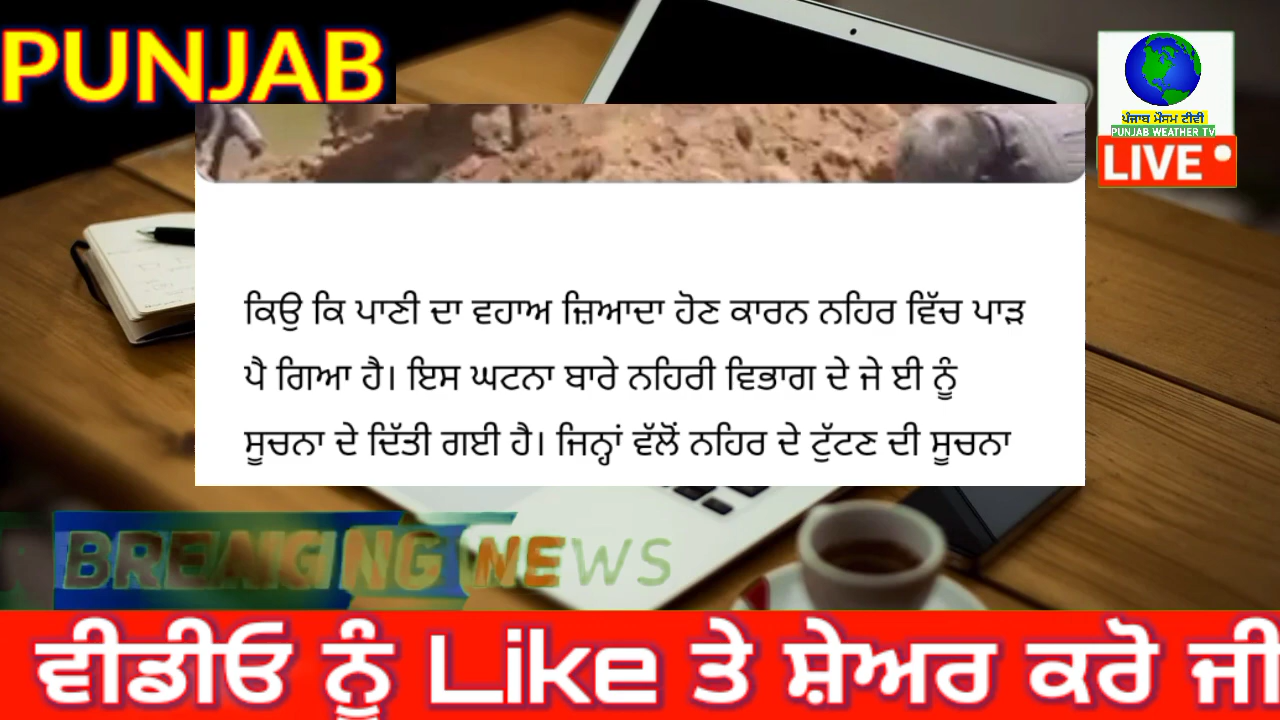 PUNJAB
ਪੰਜਾਬ ਮੌਸਮ ਟੀਵੀ
PUNJAB WEATHER TV
LIVE
ਕਿਉ ਕਿ ਪਾਣੀ ਦਾ ਵਹਾਅ ਜ਼ਿਆਦਾ ਹੋਣ ਕਾਰਨ ਨਹਿਰ ਵਿੱਚ ਪਾੜ
ਪੈ ਗਿਆ ਹੈ। ਇਸ ਘਟਨਾ ਬਾਰੇ ਨਹਿਰੀ ਵਿਭਾਗ ਦੇ ਜੇ ਈ ਨੂੰ
ਸੂਚਨਾ ਦੇ ਦਿੱਤੀ ਗਈ ਹੈ। ਜਿਨ੍ਹਾਂ ਵੱਲੋਂ ਨਹਿਰ ਦੇ ਟੁੱਟਣ ਦੀ ਸੂਚਨਾ
NEWS
ਵੀਡੀਓ ਨੂੰ Like ਤੇ ਸ਼ੇਅਰ ਕਰੋ ਜੀ